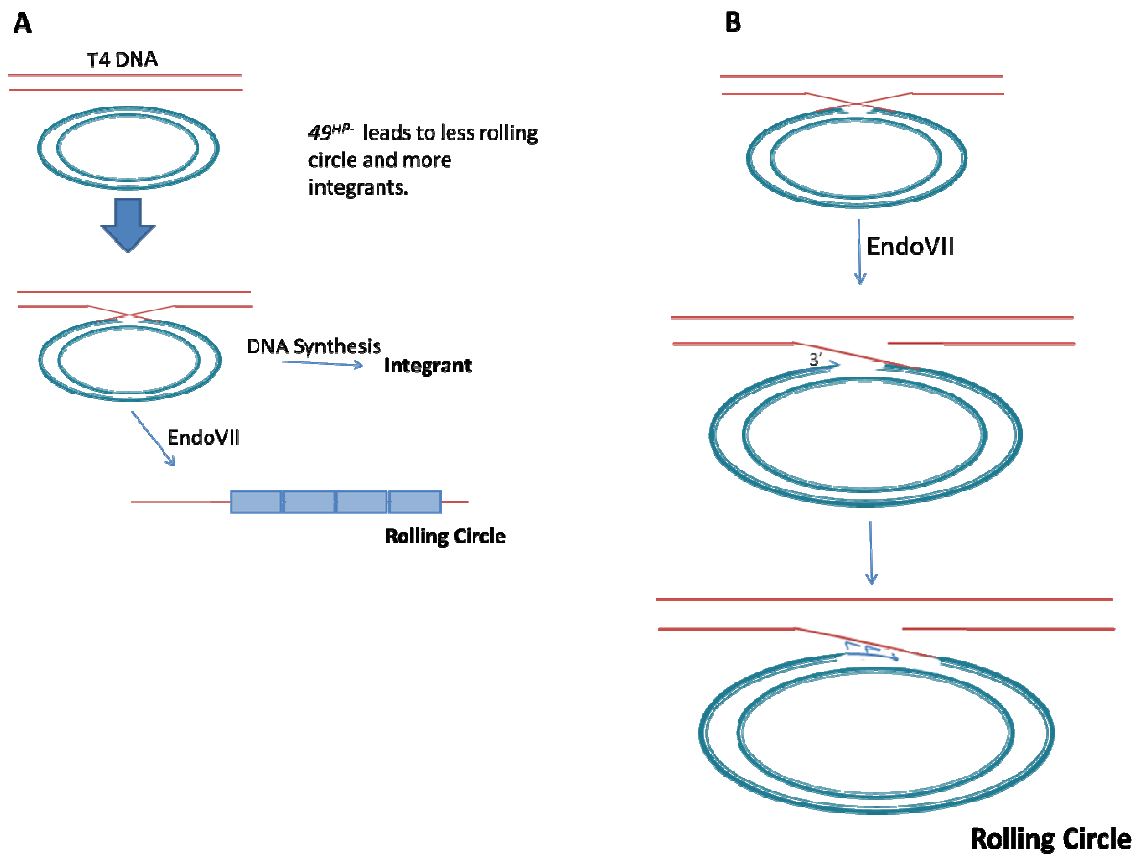 A
T4 DNA
49HP- leads to less rolling
circle and more
integrants.
DNA Synthesis
Integrant
EndoVII
Rolling Circle
B
EndoVII
3’
Rolling Circle